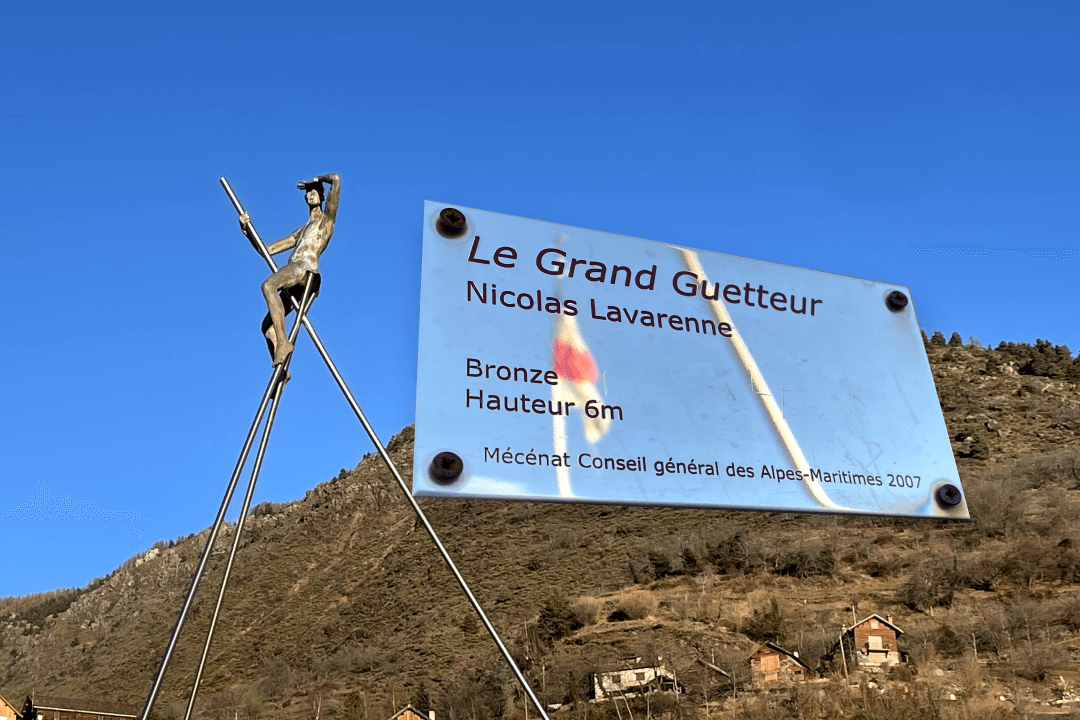 Le Grand Guetteur
Nicolas Lavarenne
Bronze
Hauteur 6m
Mécénat Conseil général des Alpes-Maritimes 2007